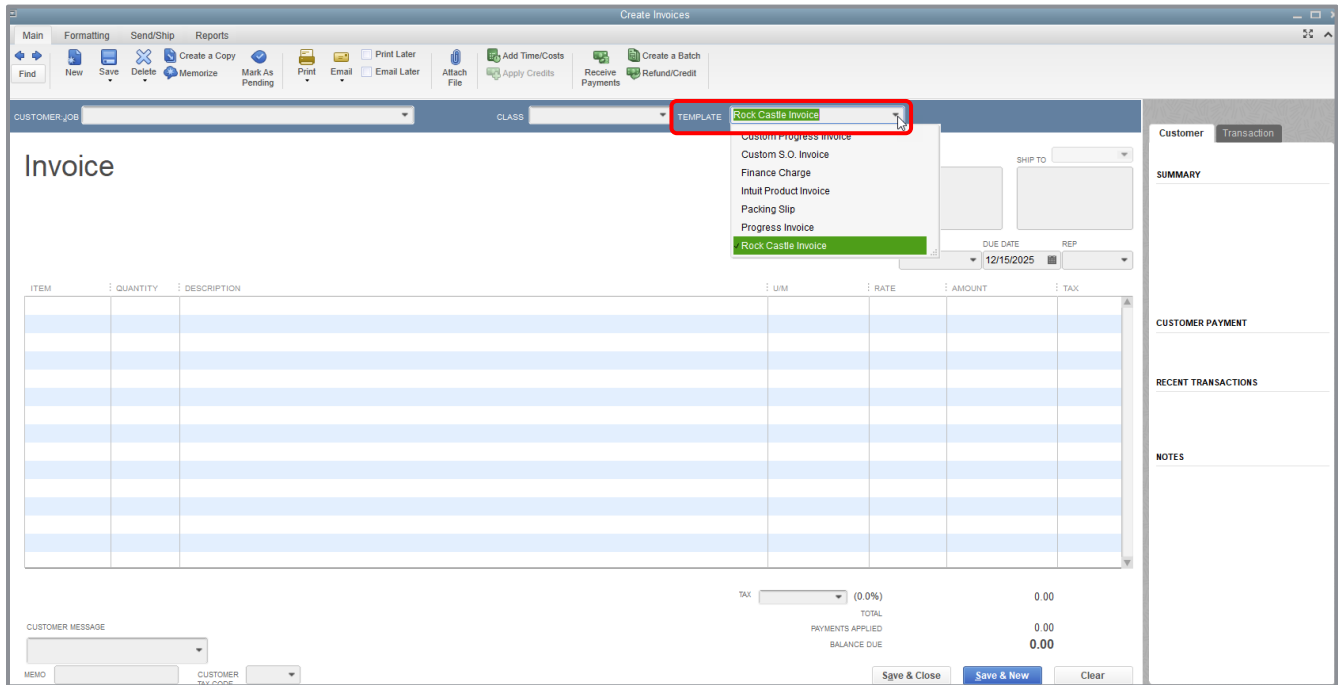 Create Invoices
Main Formatting Send/Ship Reports
Find New Save Delete Create a Copy Memorize Mark As Pending Print Email Print Later Email Later Attach File Add Time/Costs Apply Credits Receive Payments Create a Batch Refund/Credit
CUSTOMER:JOB CLASS TEMPLATE Rock Castle Invoice
Custom Progress Invoice
Custom S.O. Invoice
Finance Charge
Intuit Product Invoice
Packing Slip
Progress Invoice
Rock Castle Invoice
Invoice
SHIP TO
DUE DATE REP
12/15/2025
ITEM QUANTITY DESCRIPTION U/M RATE AMOUNT TAX
TAX (0.0%) 0.00
TOTAL
PAYMENTS APPLIED 0.00
BALANCE DUE 0.00
CUSTOMER MESSAGE
MEMO CUSTOMER TAX CODE
Save & Close Save & New Clear
Customer Transaction
SUMMARY
CUSTOMER PAYMENT
RECENT TRANSACTIONS
NOTES